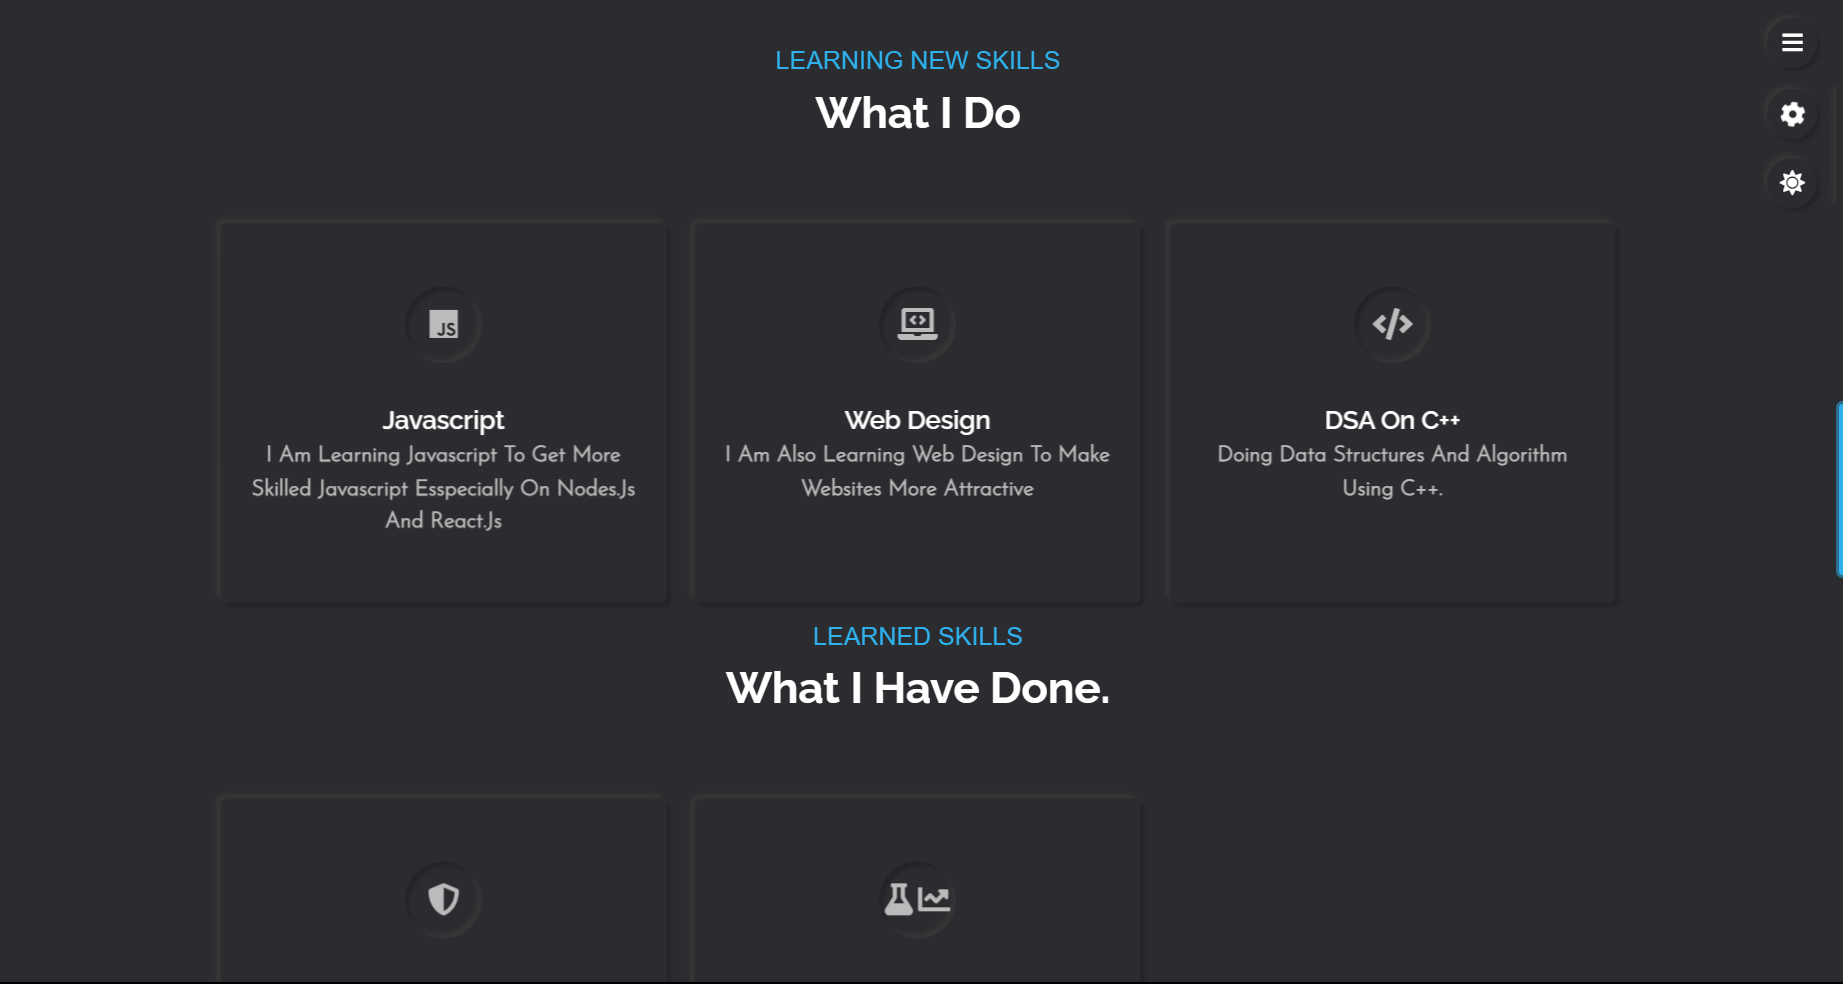 LEARNING NEW SKILLS
What I Do
JS
Javascript
I Am Learning Javascript To Get More
Skilled Javascript Esspecially On Nodes.Js
And React.Js
Web Design
I Am Also Learning Web Design To Make
Websites More Attractive
DSA On C++
Doing Data Structures And Algorithm
Using C++.
LEARNED SKILLS
What I Have Done.